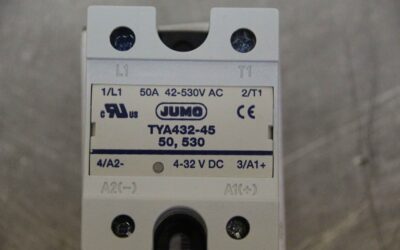 L1 T1
1/L1 50A 42-530V AC 2/T1
c RU US JUMO CE
TYA432-45
50, 530
4/A2- 4-32 V DC 3/A1+
A2(-) A1(+)